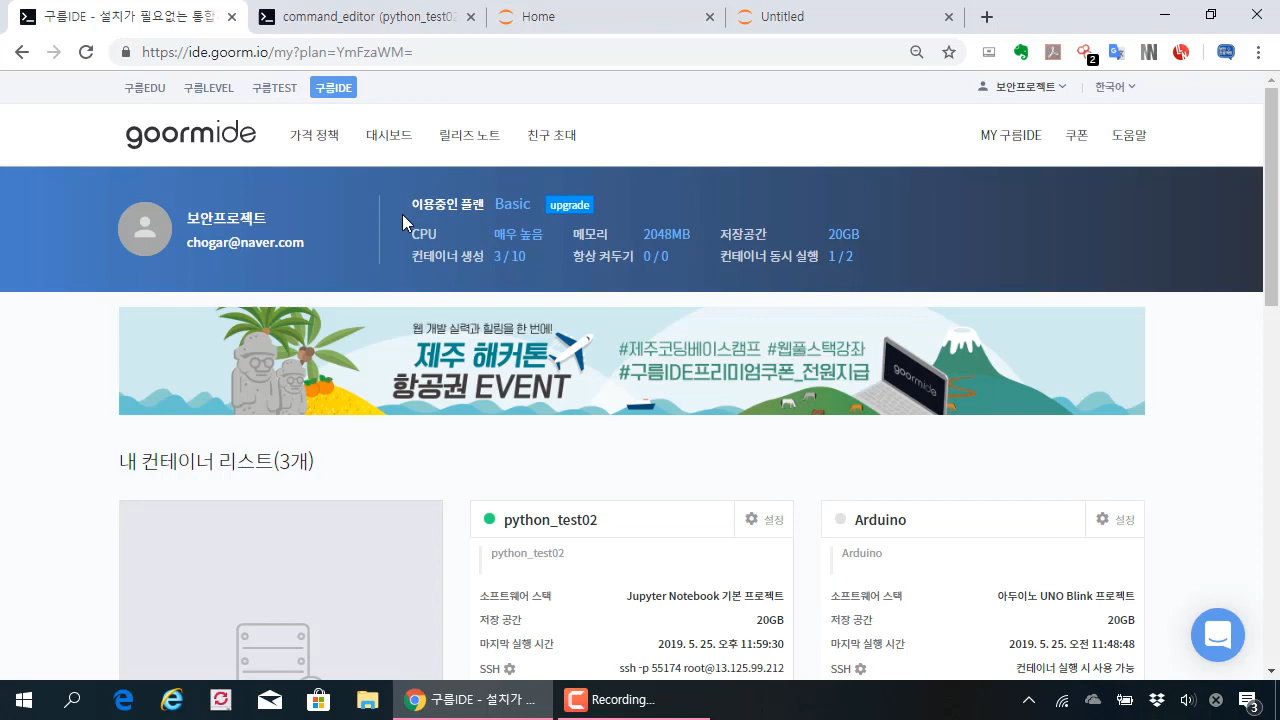 구름IDE - 설치가 필요없는 통합
command_editor (python_test02
Home
Untitled
https://ide.goorm.io/my?plan=YmFzaWM=
2
구름EDU
구름LEVEL
구름TEST
구름IDE
보안프로젝트
한국어
goormide
가격 정책
대시보드
릴리즈 노트
친구 초대
MY 구름IDE
쿠폰
도움말
보안프로젝트
chogar@naver.com
이용중인 플랜 Basic upgrade
CPU 매우 높음 메모리 2048MB 저장공간 20GB
컨테이너 생성 3 / 10 항상 켜두기 0 / 0 컨테이너 동시 실행 1 / 2
웹 개발 실력과 힐링을 한 번에!
제주 해커톤
항공권 EVENT
#제주코딩베이스캠프 #웹풀스택강좌
#구름IDE프리미엄쿠폰_전원지급
goormide
내 컨테이너 리스트(3개)
python_test02 설정
python_test02
소프트웨어 스택 Jupyter Notebook 기본 프로젝트
저장 공간 20GB
마지막 실행 시간 2019. 5. 25. 오후 11:59:30
SSH ssh -p 55174 root@13.125.99.212
Arduino 설정
Arduino
소프트웨어 스택 아두이노 UNO Blink 프로젝트
저장 공간 20GB
마지막 실행 시간 2019. 5. 25. 오전 11:48:48
SSH 컨테이너 실행 시 사용 가능
구름IDE - 설치가 ...
Recording...
3